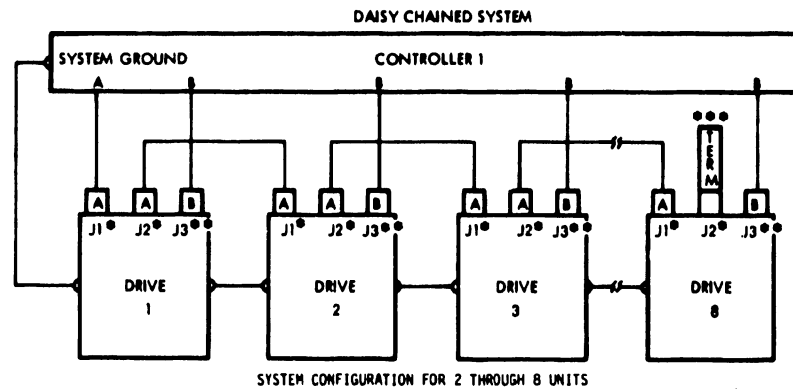 DAISY CHAINED SYSTEM
SYSTEM GROUND CONTROLLER 1
A B B B B
***
TERM
A A B A A B A A B A B
J1* J2* J3** J1* J2* J3** J1* J2* J3** J1* J2* J3**
DRIVE DRIVE DRIVE DRIVE
1 2 3 8
SYSTEM CONFIGURATION FOR 2 THROUGH 8 UNITS